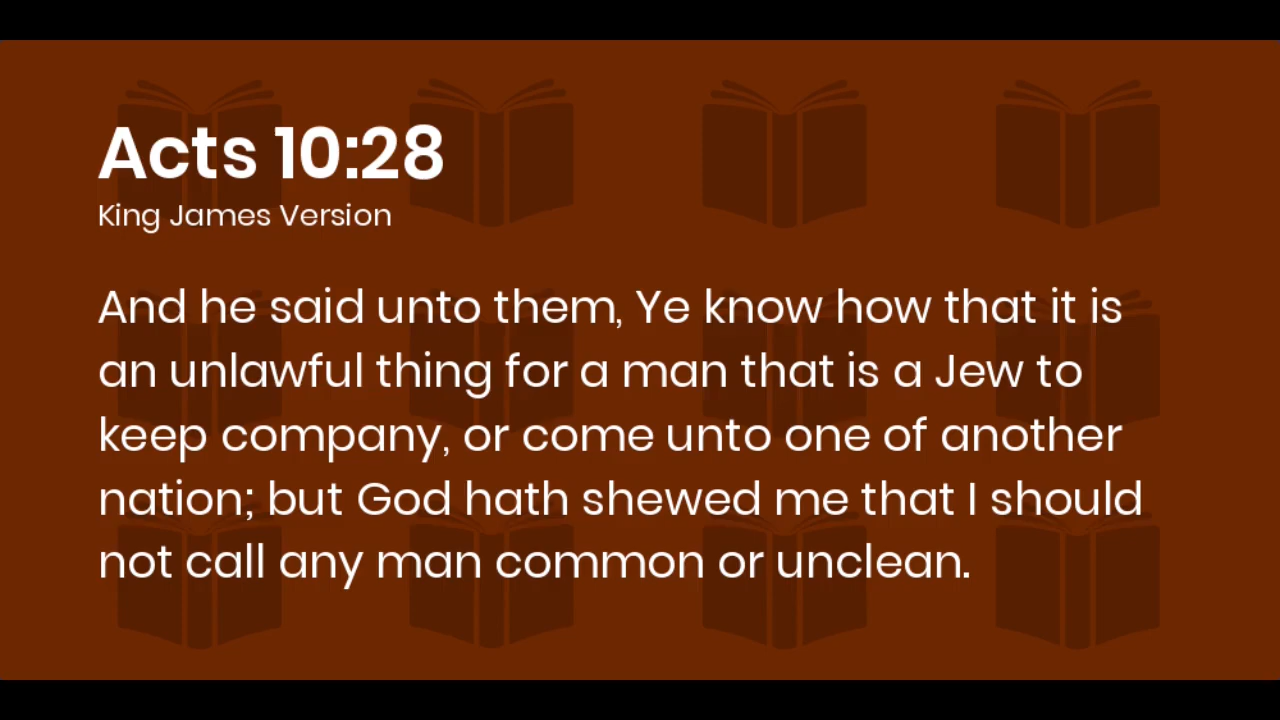 Acts 10:28
King James Version
And he said unto them, Ye know how that it is
an unlawful thing for a man that is a Jew to
keep company, or come unto one of another
nation; but God hath shewed me that I should
not call any man common or unclean.